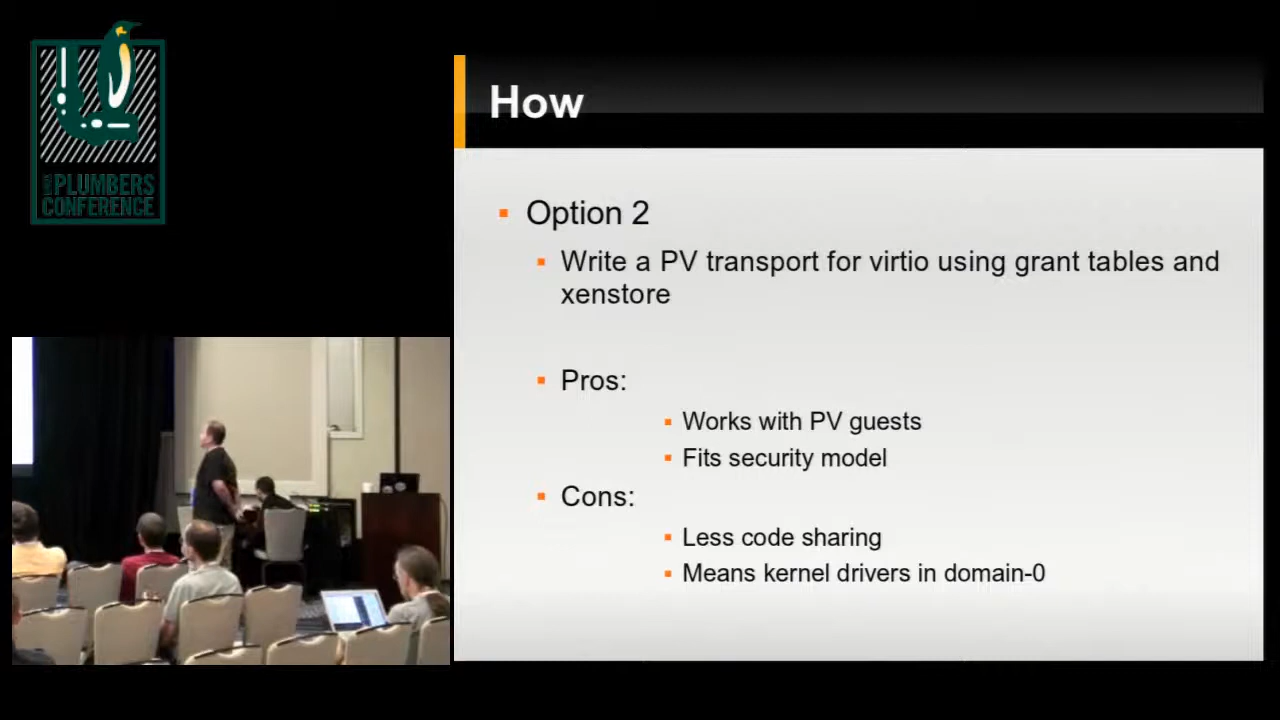 LINUX
PLUMBERS
CONFERENCE
How
Option 2
Write a PV transport for virtio using grant tables and
xenstore
Pros:
Works with PV guests
Fits security model
Cons:
Less code sharing
Means kernel drivers in domain-0